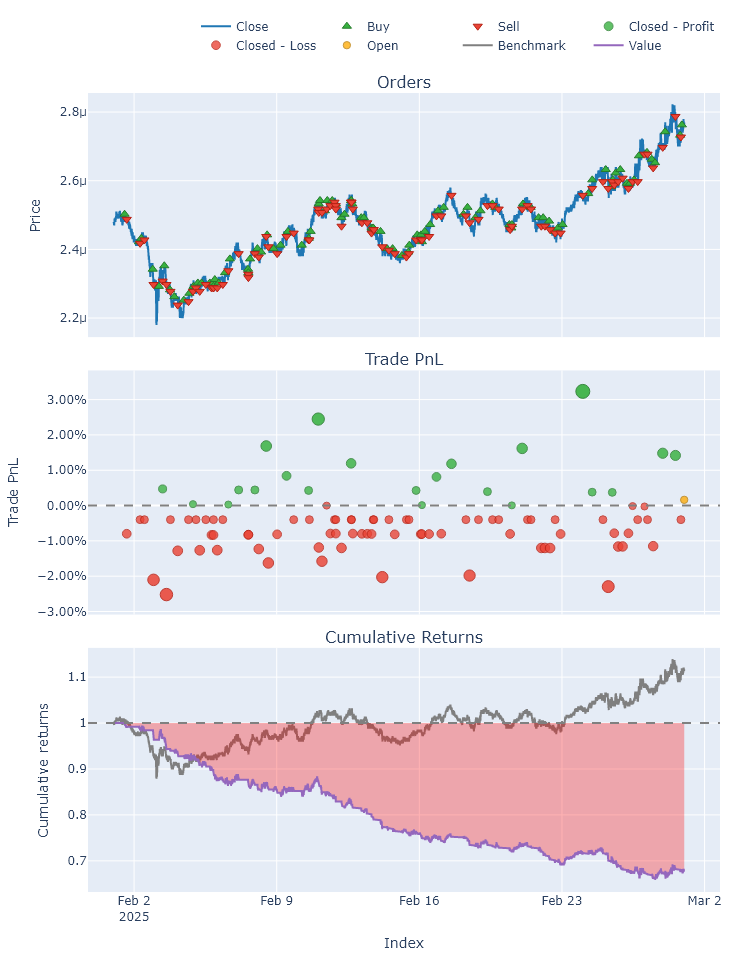 Close Buy Sell Closed - Profit
Closed - Loss Open Benchmark Value
Orders
2.8μ
2.6μ
2.4μ
2.2μ
Price
Trade PnL
3.00%
2.00%
1.00%
0.00%
−1.00%
−2.00%
−3.00%
Trade PnL
Cumulative Returns
1.1
1
0.9
0.8
0.7
Cumulative returns
Feb 2 Feb 9 Feb 16 Feb 23 Mar 2
2025
Index